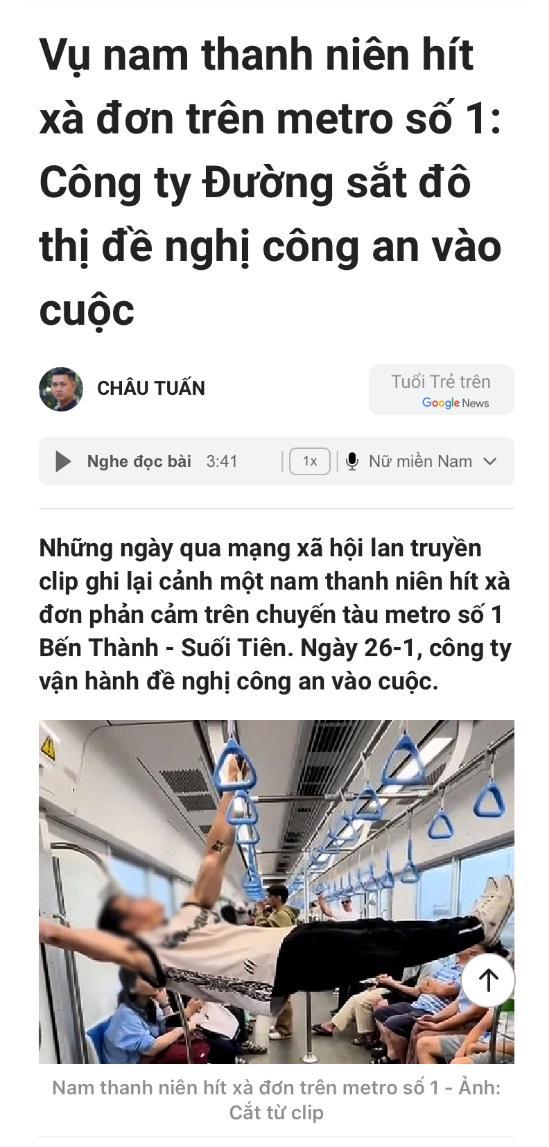 Vụ nam thanh niên hít
xà đơn trên metro số 1:
Công ty Đường sắt đô
thị đề nghị công an vào
cuộc
CHÂU TUẤN
Tuổi Trẻ trên
Google News
Nghe đọc bài 3:41 1x Nữ miền Nam
Những ngày qua mạng xã hội lan truyền
clip ghi lại cảnh một nam thanh niên hít xà
đơn phản cảm trên chuyến tàu metro số 1
Bến Thành - Suối Tiên. Ngày 26-1, công ty
vận hành đề nghị công an vào cuộc.
Nam thanh niên hít xà đơn trên metro số 1 - Ảnh:
Cắt từ clip